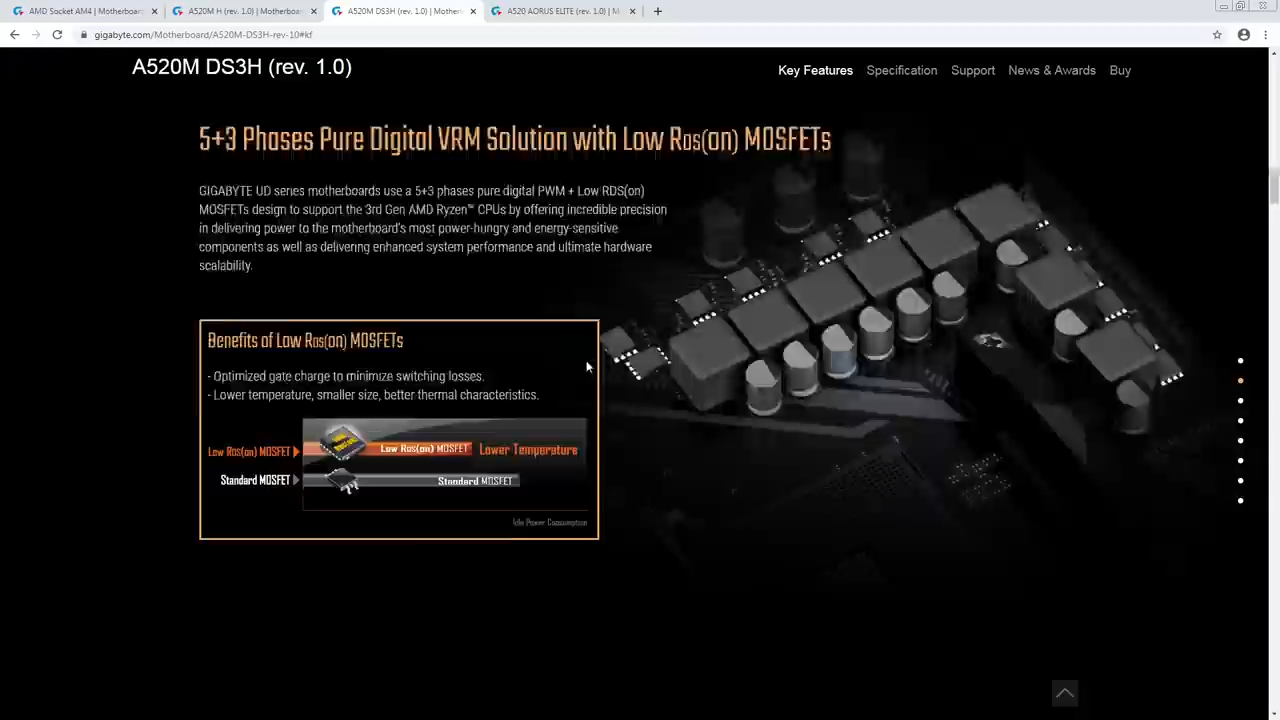 AMD Socket AM4 | Motherboar
A520M H (rev. 1.0) | Motherboard
A520M DS3H (rev. 1.0) | Mother
A520 AORUS ELITE (rev. 1.0) | M
gigabyte.com/Motherboard/A520M-DS3H-rev-10#kf
A520M DS3H (rev. 1.0)
Key Features Specification Support News & Awards Buy
5+3 Phases Pure Digital VRM Solution with Low RDS(on) MOSFETs
GIGABYTE UD series motherboards use a 5+3 phases pure digital PWM + Low RDS(on)
MOSFETs design to support the 3rd Gen AMD Ryzen™ CPUs by offering incredible precision
in delivering power to the motherboard's most power-hungry and energy-sensitive
components as well as delivering enhanced system performance and ultimate hardware
scalability.
Benefits of Low RDS(on) MOSFETs
- Optimized gate charge to minimize switching losses.
- Lower temperature, smaller size, better thermal characteristics.
Low RDS(on) MOSFET Low RDS(on) MOSFET Lower Temperature
Standard MOSFET Standard MOSFET
Idle Power Consumption